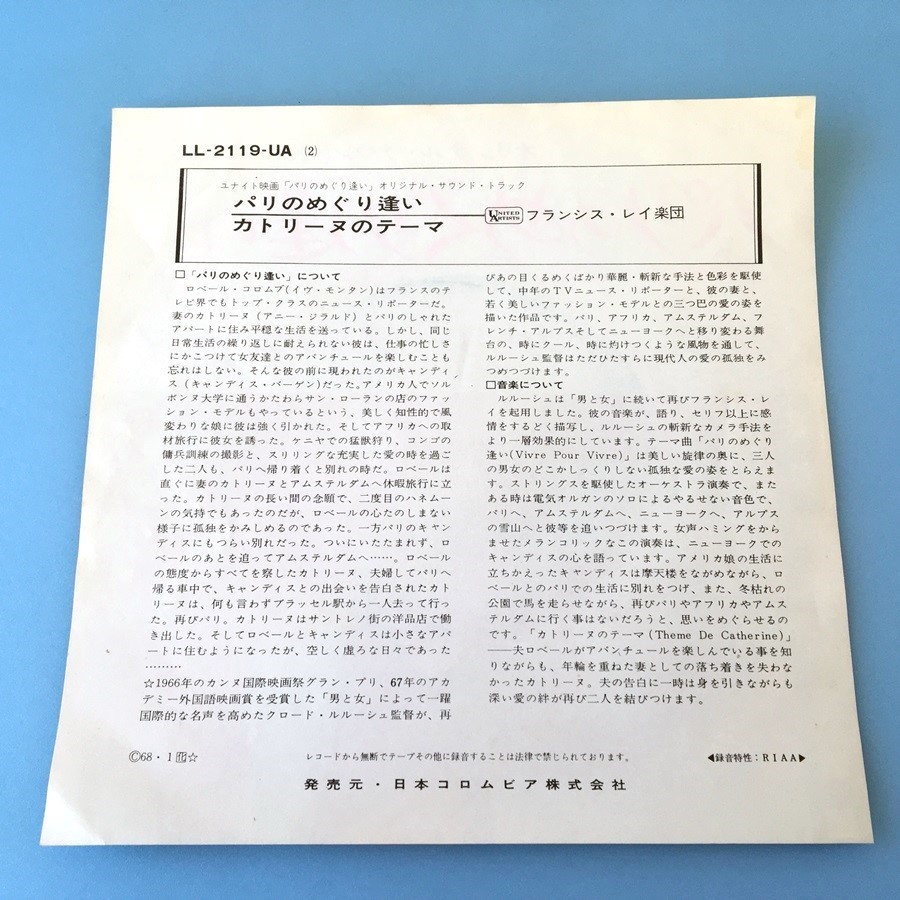 LL-2119-UA (2)
ユナイト映画「パリのめぐり逢い」オリジナル・サウンド・トラック
パリのめぐり逢い
カトリーヌのテーマ
UNITED ARTISTS フランシス・レイ楽団
□「パリのめぐり逢い」について
ロベール・コロムブ(イヴ・モンタン)はフランスのテ
レビ界でもトップ・クラスのニュース・リポーターだ。
妻のカトリーヌ(アニー・ジラルド)とパリのしゃれた
アパートに住み平穏な生活を送っている。しかし、同じ
日常生活の繰り返しに耐えられない彼は、仕事の忙しさ
にかこつけて女友達とのアバンチュールを楽しむことも
忘れはしない。そんな彼の前に現われたのがキャンディ
ス(キャンディス・バーゲン)だった。アメリカ人でソル
ボンヌ大学に通うかたわらサン・ローランの店のファッ
ション・モデルもやっているという、美しく知性的で風
変わりな娘に彼は強く引かれた。そしてアフリカへの取
材旅行に彼女を誘った。ケニヤでの猛獣狩り、コンゴの
傭兵訓練の撮影と、スリリングな充実した愛の時を過ご
した二人も、パリへ帰り着くと別れの時だ。ロベールは
直ぐに妻のカトリーヌとアムステルダムへ休暇旅行に立
った。カトリーヌの長い間の念願で、二度目のハネムー
ンの気持でもあったのだが、ロベールの心たのしまない
様子に孤独をかみしめるのであった。一方パリのキャン
ディスにもつらい別れだった。ついにいたたまれず、ロ
ベールのあとを追ってアムステルダムへ……。ロベール
の態度からすべてを察したカトリーヌ、夫婦してパリへ
帰る車中で、キャンディスとの出会いを告白されたカトリ
ーヌは、何も言わずブラッセル駅から一人去って行っ
た。再びパリ。カトリーヌはサントレノ街の洋品店で働
き出した。そしてロベールとキャンディスは小さなアパ
ートに住むようになったが、空しく虚ろな日々であった
………
☆1966年のカンヌ国際映画祭グラン・プリ、67年のアカ
デミー外国語映画賞を受賞した「男と女」によって一躍
国際的な名声を高めたクロード・ルルーシュ監督が、再
びあの目くるめくばかり華麗・斬新な手法と色彩を駆使
して、中年のTVニュース・リポーターと、彼の妻と、
若く美しいファッション・モデルとの三つ巴の愛の姿を
描いた作品です。パリ、アフリカ、アムステルダム、フ
レンチ・アルプスそしてニューヨークへと移り変わる舞
台の、時にクール、時に灼けつくような風物を通して、
ルルーシュ監督はただひたすらに現代人の愛の孤独をみ
つめつづけます。
□音楽について
ルルーシュは「男と女」に続いて再びフランシス・レ
イを起用しました。彼の音楽が、語り、セリフ以上に感
情をするどく描写し、ルルーシュの斬新なカメラ手法を
より一層効果的にしています。テーマ曲「パリのめぐり
逢い(Vivre Pour Vivre)」は美しい旋律の奥に、三人
の男女のどこかしっくりしない孤独な愛の姿をとらえま
す。ストリングスを駆使したオーケストラ演奏で、また
ある時は電気オルガンのソロによるやるせない音色で、
パリへ、アムステルダムへ、ニューヨークへ、アルプス
の雪山へと彼等を追いつづけます。女声ハミングをから
ませたメランコリックなこの演奏は、ニューヨークでの
キャンディスの心を語っています。アメリカ娘の生活に
立ちかえったキャンディスは摩天楼をながめながら、ロ
ベールとのパリでの生活に別れをつげ、また、冬枯れの
公園で馬を走らせながら、再びパリやアフリカやアムス
テルダムに行く事はないだろうと、思いをめぐらせるの
です。「カトリーヌのテーマ(Theme De Catherine)」
——夫ロベールがアバンチュールを楽しんでいる事を知
りながらも、年輪を重ねた妻としての落ち着きを失わな
かったカトリーヌ。夫の告白に一時は身を引きながらも
深い愛の絆が再び二人を結びつけます。
Ⓒ68・1 ☆
レコードから無断でテープその他に録音することは法律で禁じられております。
◀録音特性：RIAA▶
発売元・日本コロムビア株式会社